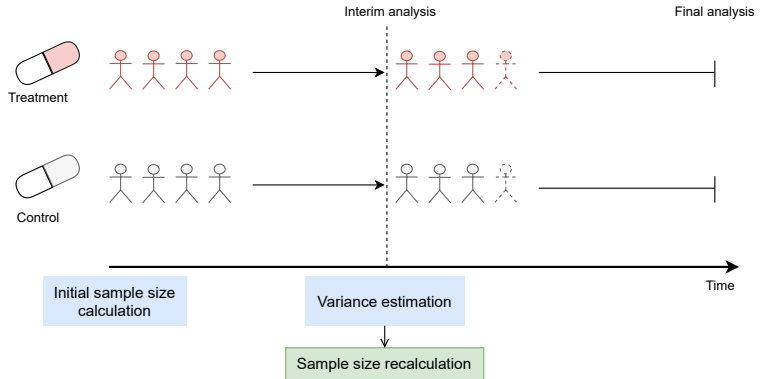 Interim analysis
Final analysis
Treatment
Control
Time
Initial sample size
calculation
Variance estimation
Sample size recalculation